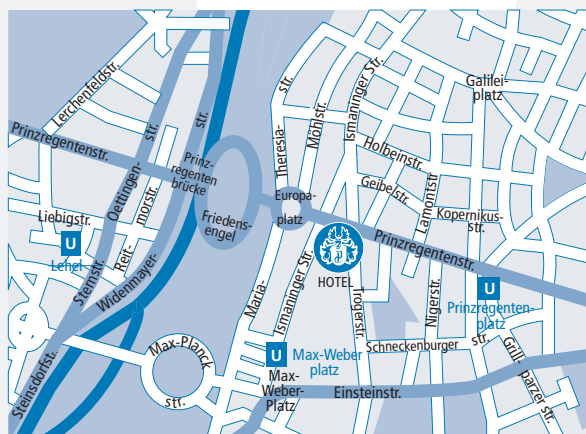 Lerchenfeldstr.
Prinzregentenstr.
Oettingen-
str.
Reit-
morstr.
str.
Widenmayer-
Liebigstr.
U
Lehel
Sternstr.
Steinsdorfstr.
Prinz-
regenten
brücke
Friedens-
engel
Theresia-
str.
Maria-
Möhlstr.
Ismaninger Str.
Europa-
platz
Holbeinstr.
Geibelstr.
Galilei-
platz
Lamontstr
Kopernikus-
str.
Prinzregentenstr.
HOTEL
Ismaninger Str.
Trogerstr.
Nigerstr.
U
Prinzregenten-
platz
Schneckenburger
str.
Grill-
parzer str.
U
Max-Weber
platz
Max-
Weber-
Platz
Einsteinstr.
Max-Planck
str.